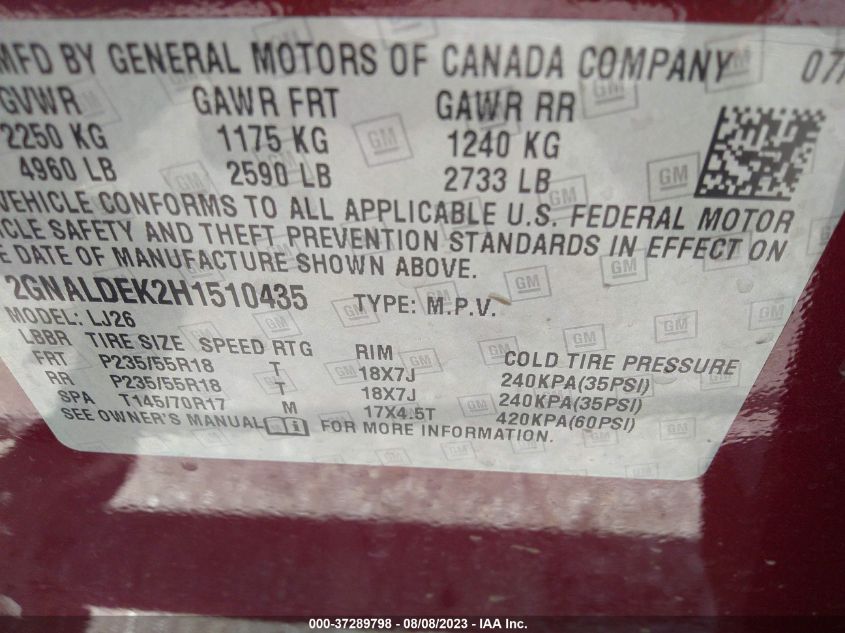 MFD BY GENERAL MOTORS OF CANADA COMPANY 07/
GVWR GAWR FRT GAWR RR
2250 KG 1175 KG 1240 KG
4960 LB 2590 LB 2733 LB
VEHICLE CONFORMS TO ALL APPLICABLE U.S. FEDERAL MOTOR
ICLE SAFETY AND THEFT PREVENTION STANDARDS IN EFFECT ON
E DATE OF MANUFACTURE SHOWN ABOVE.
2GNALDEK2H1510435 TYPE: M.P.V.
MODEL: LJ26
LBBR TIRE SIZE SPEED RTG RIM COLD TIRE PRESSURE
FRT P235/55R18 T 18X7J 240KPA(35PSI)
RR P235/55R18 T 18X7J 240KPA(35PSI)
SPA T145/70R17 M 17X4.5T 420KPA(60PSI)
SEE OWNER'S MANUAL FOR MORE INFORMATION.
000-37289798 - 08/08/2023 - IAA Inc.